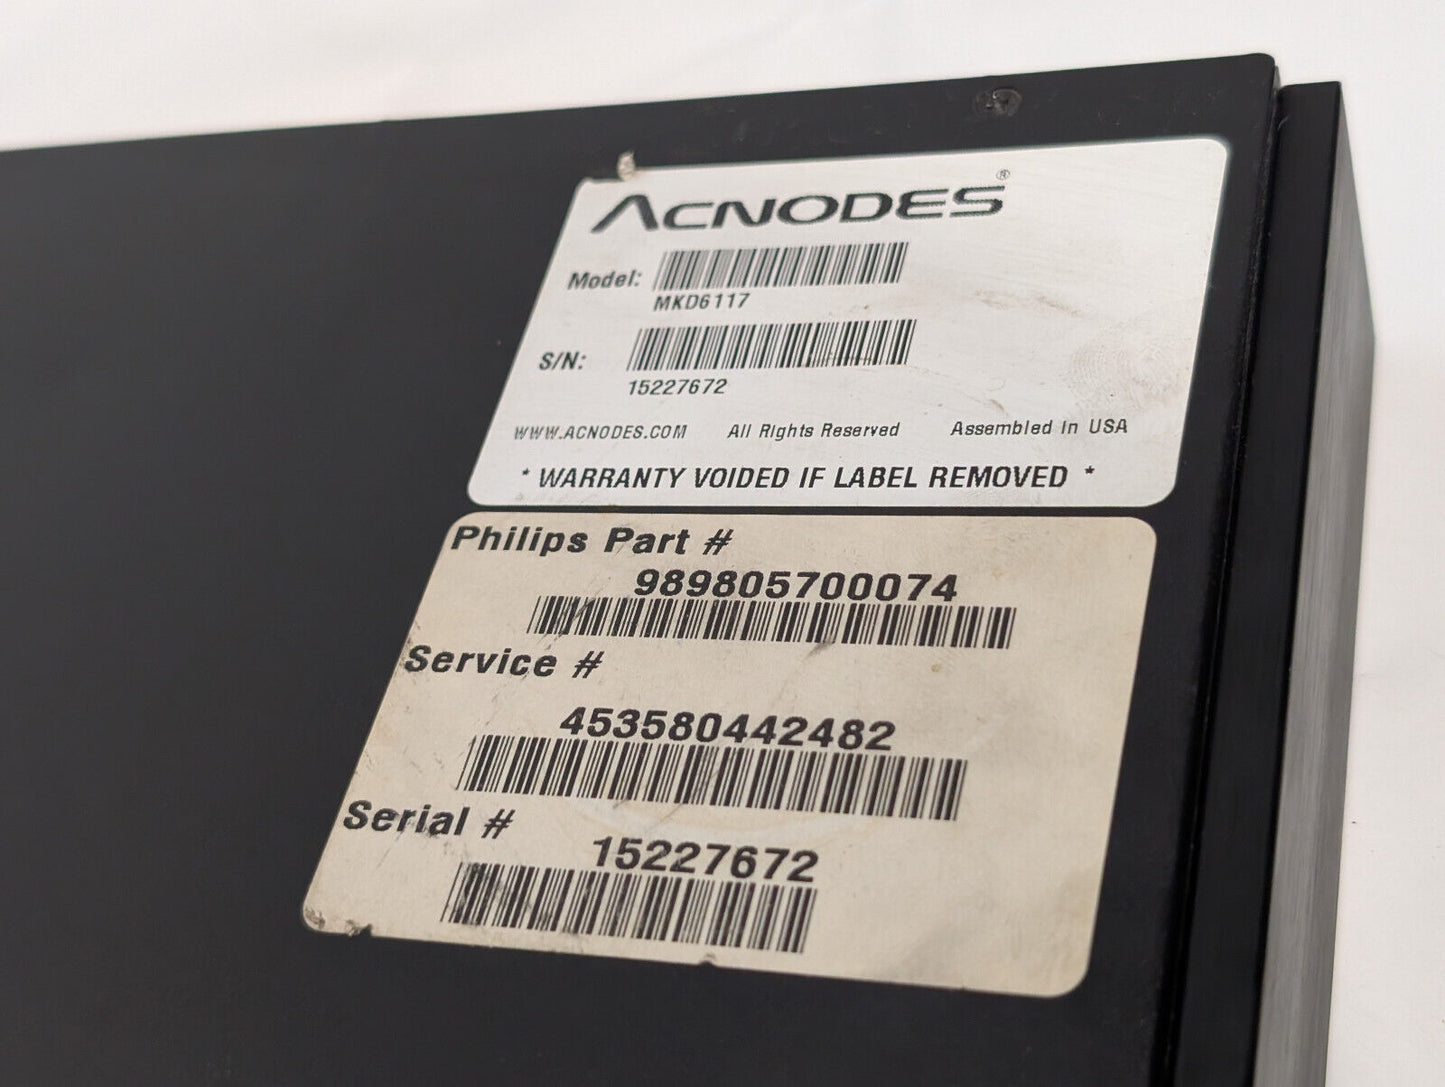 ACNODES®
Model:
MKD6117
S/N:
15227672
WWW.ACNODES.COM All Rights Reserved Assembled In USA
* WARRANTY VOIDED IF LABEL REMOVED *
Philips Part #
989805700074
Service #
453580442482
Serial #
15227672